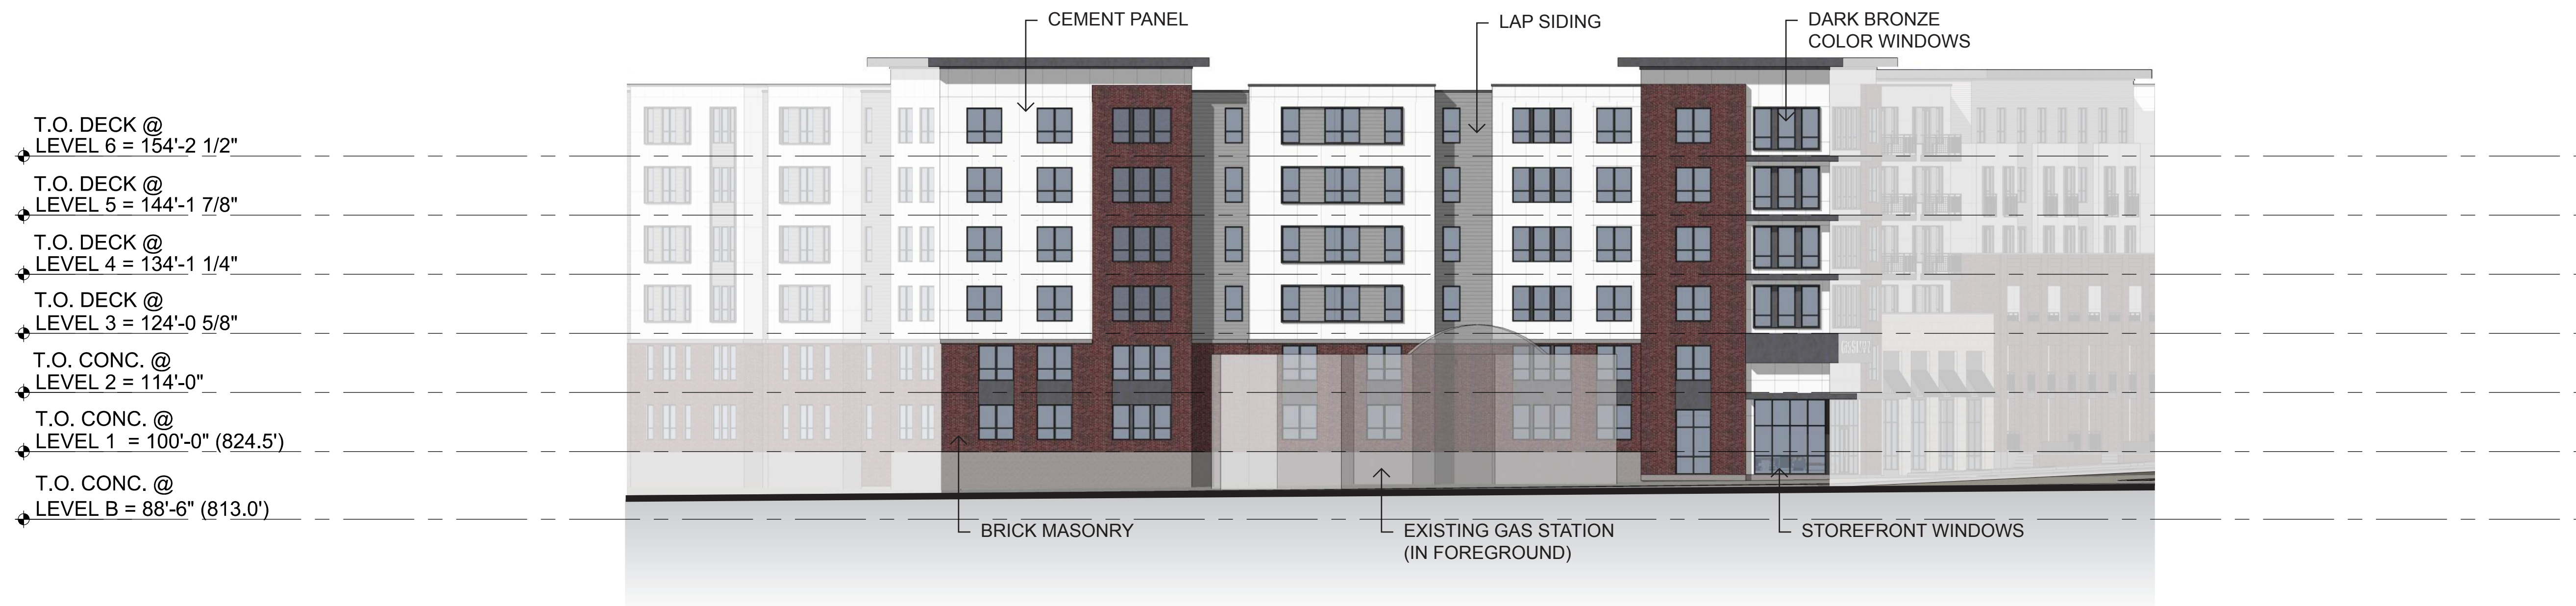 CEMENT PANEL
LAP SIDING
DARK BRONZE
COLOR WINDOWS
T.O. DECK @
LEVEL 6 = 154'-2 1/2"
T.O. DECK @
LEVEL 5 = 144'-1 7/8"
T.O. DECK @
LEVEL 4 = 134'-1 1/4"
T.O. DECK @
LEVEL 3 = 124'-0 5/8"
T.O. CONC. @
LEVEL 2 = 114'-0"
T.O. CONC. @
LEVEL 1 = 100'-0" (824.5')
T.O. CONC. @
LEVEL B = 88'-6" (813.0')
BRICK MASONRY
EXISTING GAS STATION
(IN FOREGROUND)
STOREFRONT WINDOWS